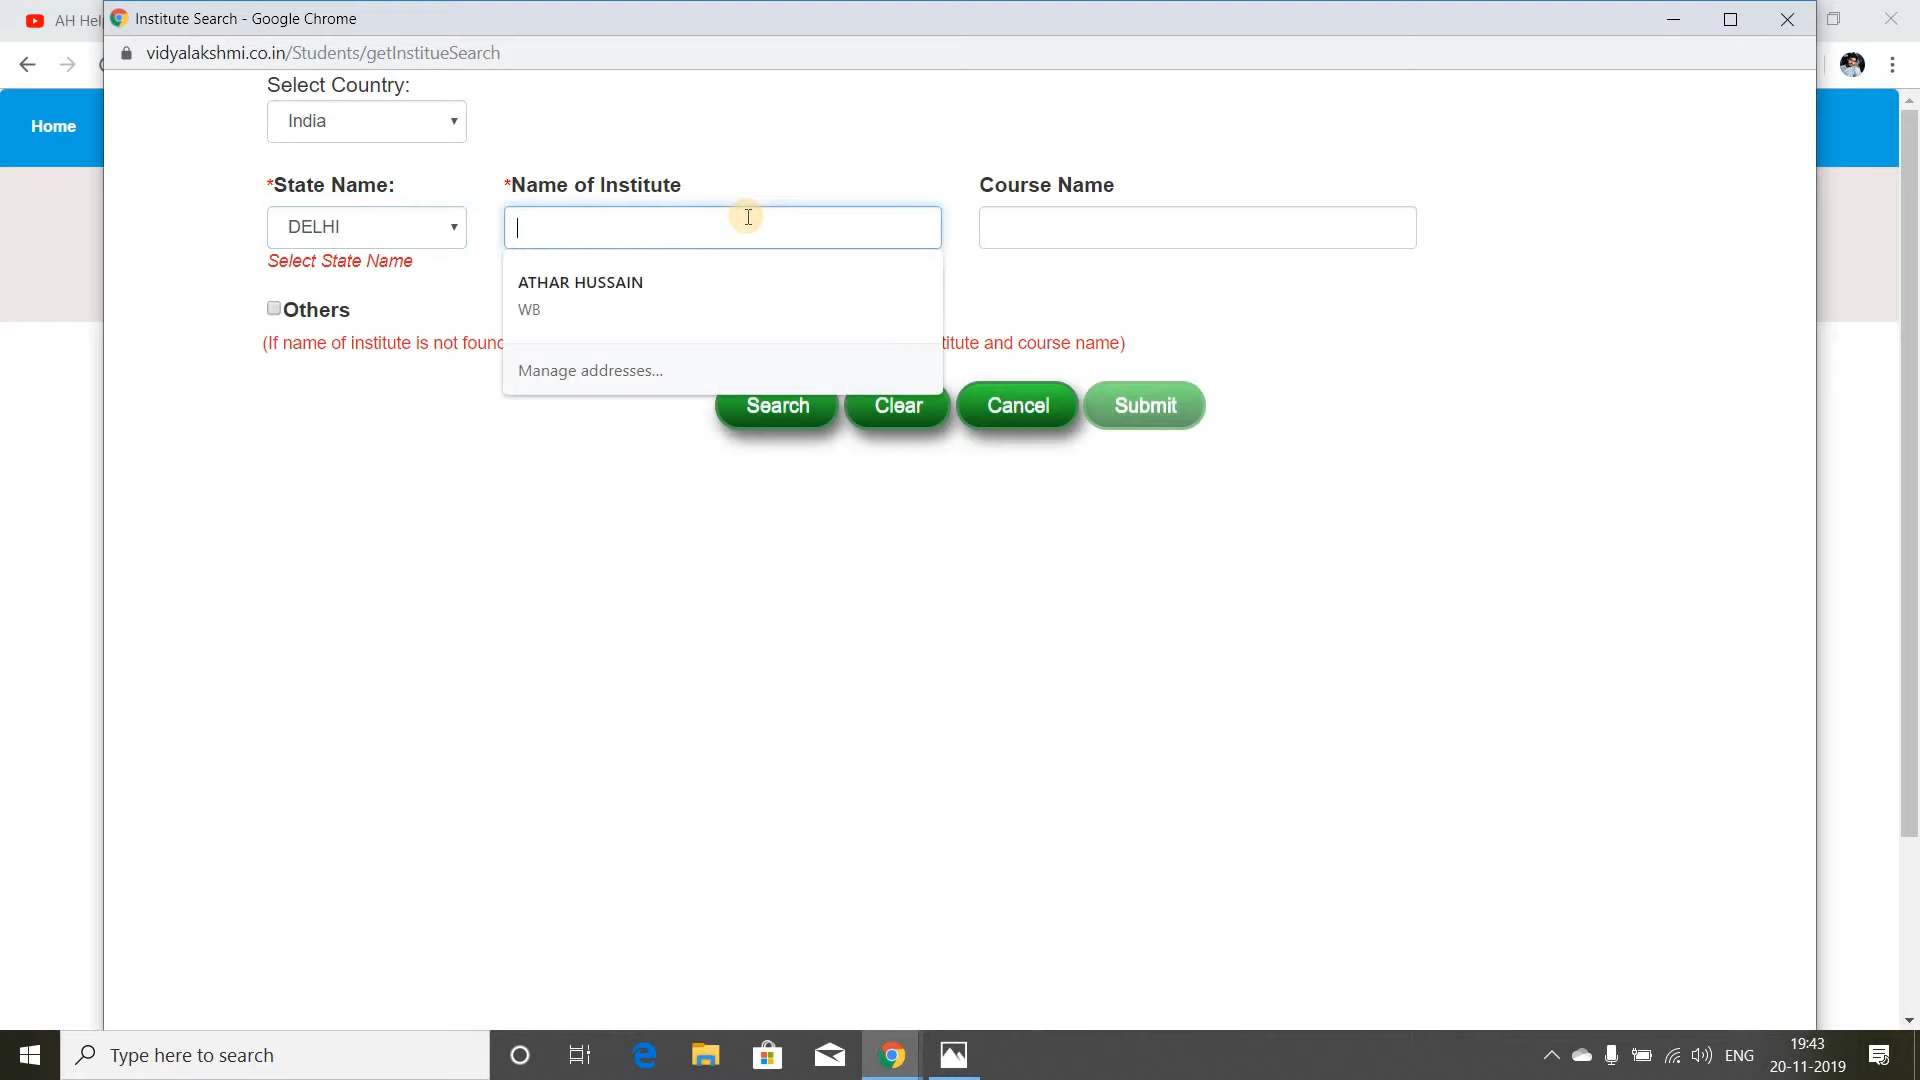 AH Hel
Institute Search - Google Chrome
vidyalakshmi.co.in/Students/getInstitueSearch
Home
Select Country:
India
*State Name:
*Name of Institute
Course Name
DELHI
Select State Name
ATHAR HUSSAIN
WB
Others
(If name of institute is not found
titute and course name)
Manage addresses...
Search
Clear
Cancel
Submit
Type here to search
ENG
19:43
20-11-2019